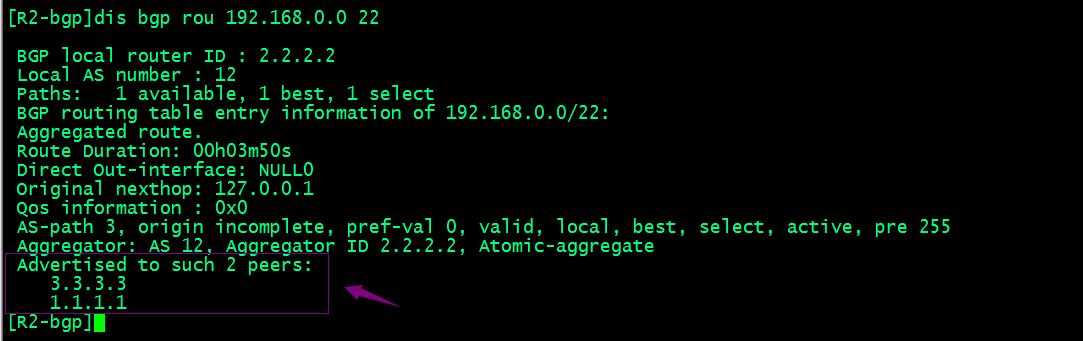 [R2-bgp]dis bgp rou 192.168.0.0 22
BGP local router ID : 2.2.2.2
Local AS number : 12
Paths:   1 available, 1 best, 1 select
BGP routing table entry information of 192.168.0.0/22:
Aggregated route.
Route Duration: 00h03m50s
Direct Out-interface: NULL0
Original nexthop: 127.0.0.1
Qos information : 0x0
AS-path 3, origin incomplete, pref-val 0, valid, local, best, select, active, pre 255
Aggregator: AS 12, Aggregator ID 2.2.2.2, Atomic-aggregate
Advertised to such 2 peers:
3.3.3.3
1.1.1.1
[R2-bgp]